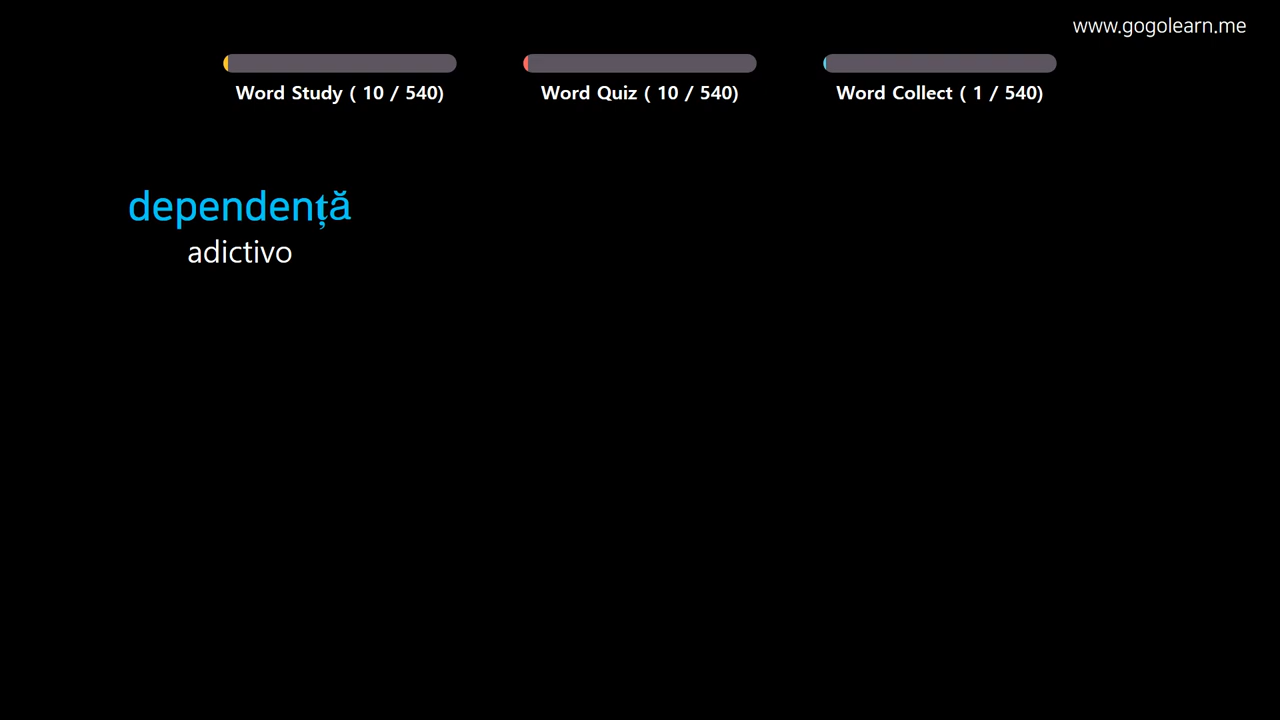 www.gogolearn.me
Word Study ( 10 / 540)
Word Quiz ( 10 / 540)
Word Collect ( 1 / 540)
dependență
adictivo